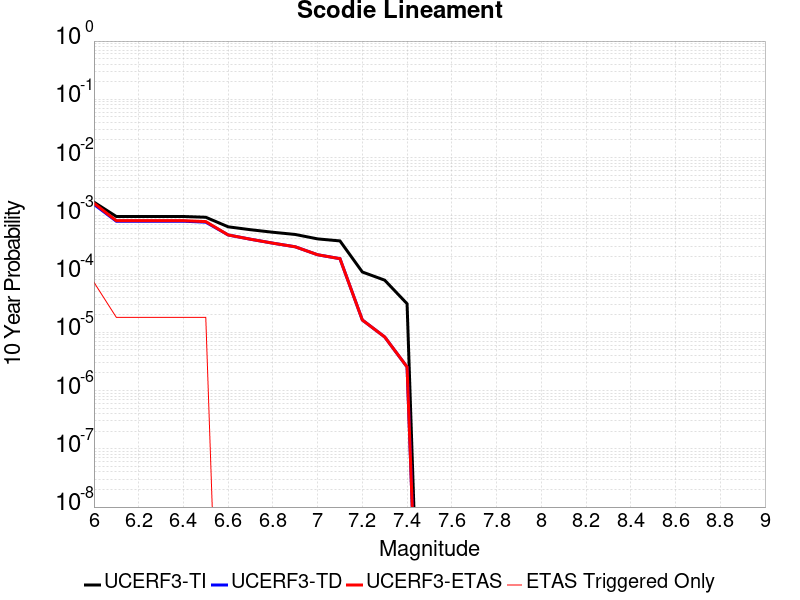 Scodie Lineament
10^0
10^-1
10^-2
10^-3
10^-4
10^-5
10^-6
10^-7
10^-8
10 Year Probability
6 6.2 6.4 6.6 6.8 7 7.2 7.4 7.6 7.8 8 8.2 8.4 8.6 8.8 9
Magnitude
UCERF3-TI UCERF3-TD UCERF3-ETAS ETAS Triggered Only